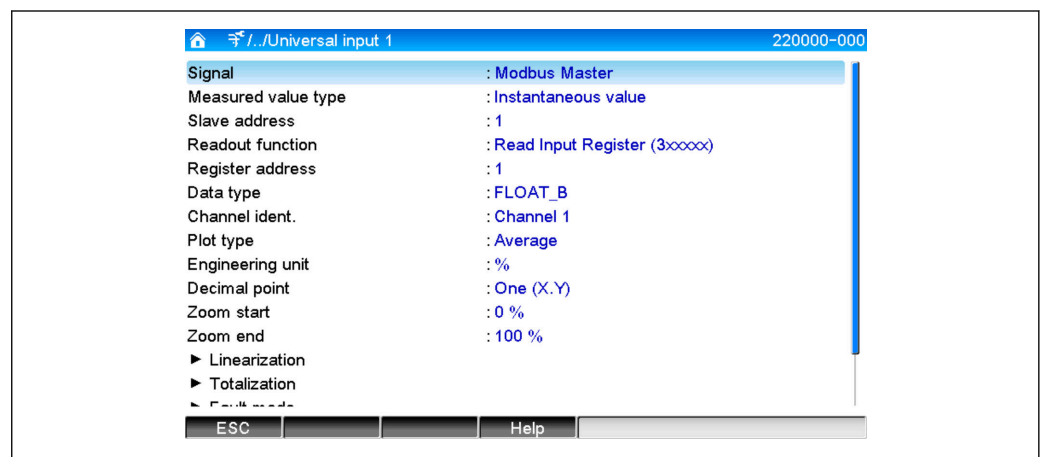 /../Universal input 1 220000-000
Signal : Modbus Master
Measured value type : Instantaneous value
Slave address : 1
Readout function : Read Input Register (3xxxxx)
Register address : 1
Data type : FLOAT_B
Channel ident. : Channel 1
Plot type : Average
Engineering unit : %
Decimal point : One (X.Y)
Zoom start : 0 %
Zoom end : 100 %
► Linearization
► Totalization
► Fault mode
ESC Help